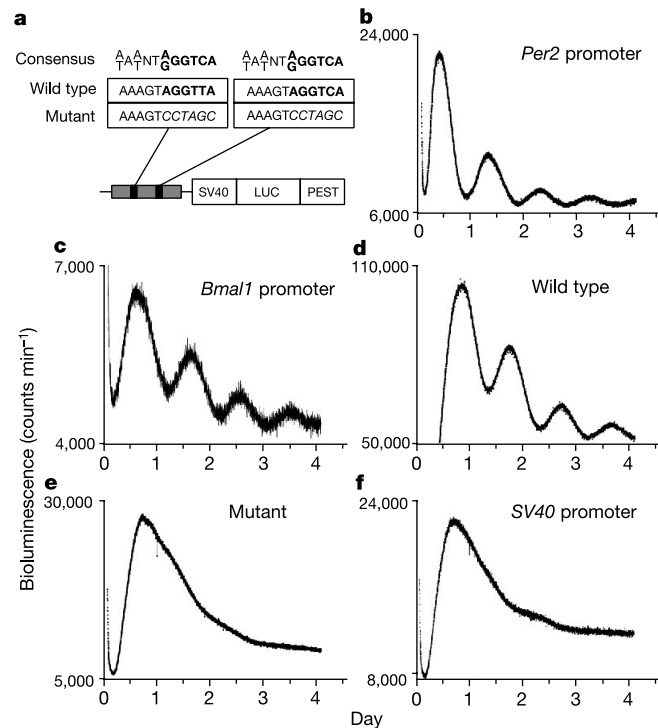 a
Consensus A/T A A/T NT A/G GGTCA A/T A A/T NT A/G GGTCA
Wild type AAAGTAGGTTA AAAGTAGGTCA
Mutant AAAGTCCTAGC AAAGTCCTAGC
SV40 LUC PEST
b
24,000
Per2 promoter
6,000
0 1 2 3 4
c
7,000
Bmal1 promoter
4,000
0 1 2 3 4
d
110,000
Wild type
50,000
0 1 2 3 4
e
30,000
Mutant
5,000
0 1 2 3 4
f
24,000
SV40 promoter
8,000
0 1 2 3 4
Bioluminescence (counts min⁻¹)
Day